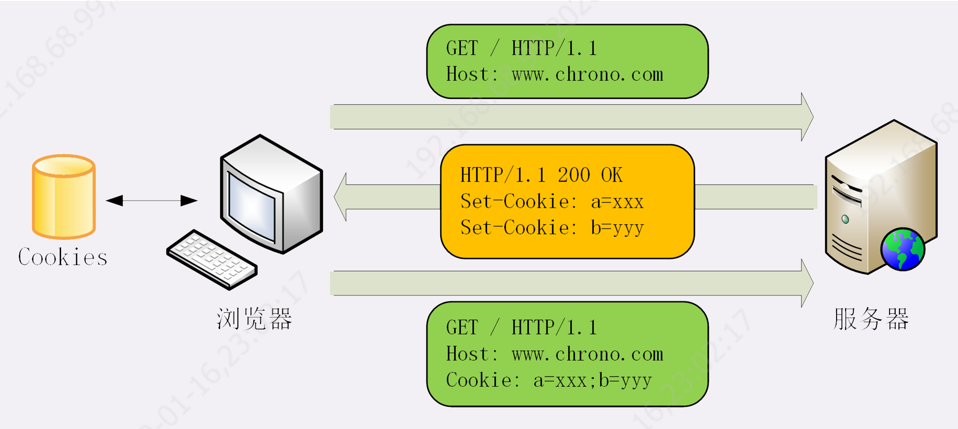 GET / HTTP/1.1
Host: www.chrono.com
HTTP/1.1 200 OK
Set-Cookie: a=xxx
Set-Cookie: b=yyy
Cookies
浏览器
服务器
GET / HTTP/1.1
Host: www.chrono.com
Cookie: a=xxx;b=yyy